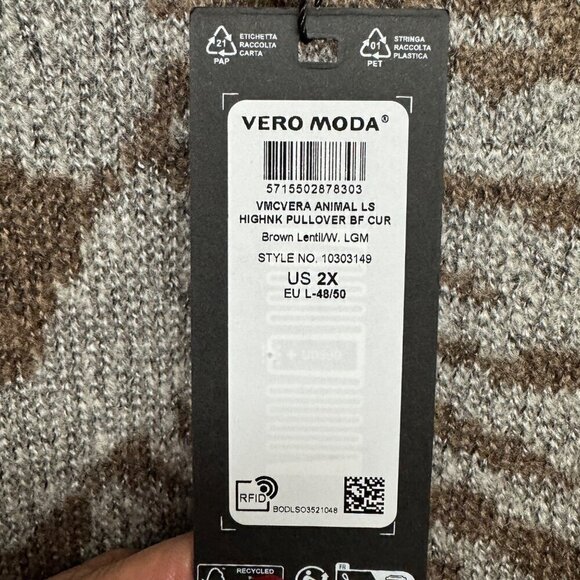 21
PAP
ETICHETTA
RACCOLTA
CARTA
01
PET
STRINGA
RACCOLTA
PLASTICA
VERO MODA®
5715502878303
VMCVERA ANIMAL LS
HIGHNK PULLOVER BF CUR
Brown Lentil/W. LGM
STYLE NO. 10303149
US 2X
EU L-48/50
RFID
BODLSO3521048
RECYCLED
FR